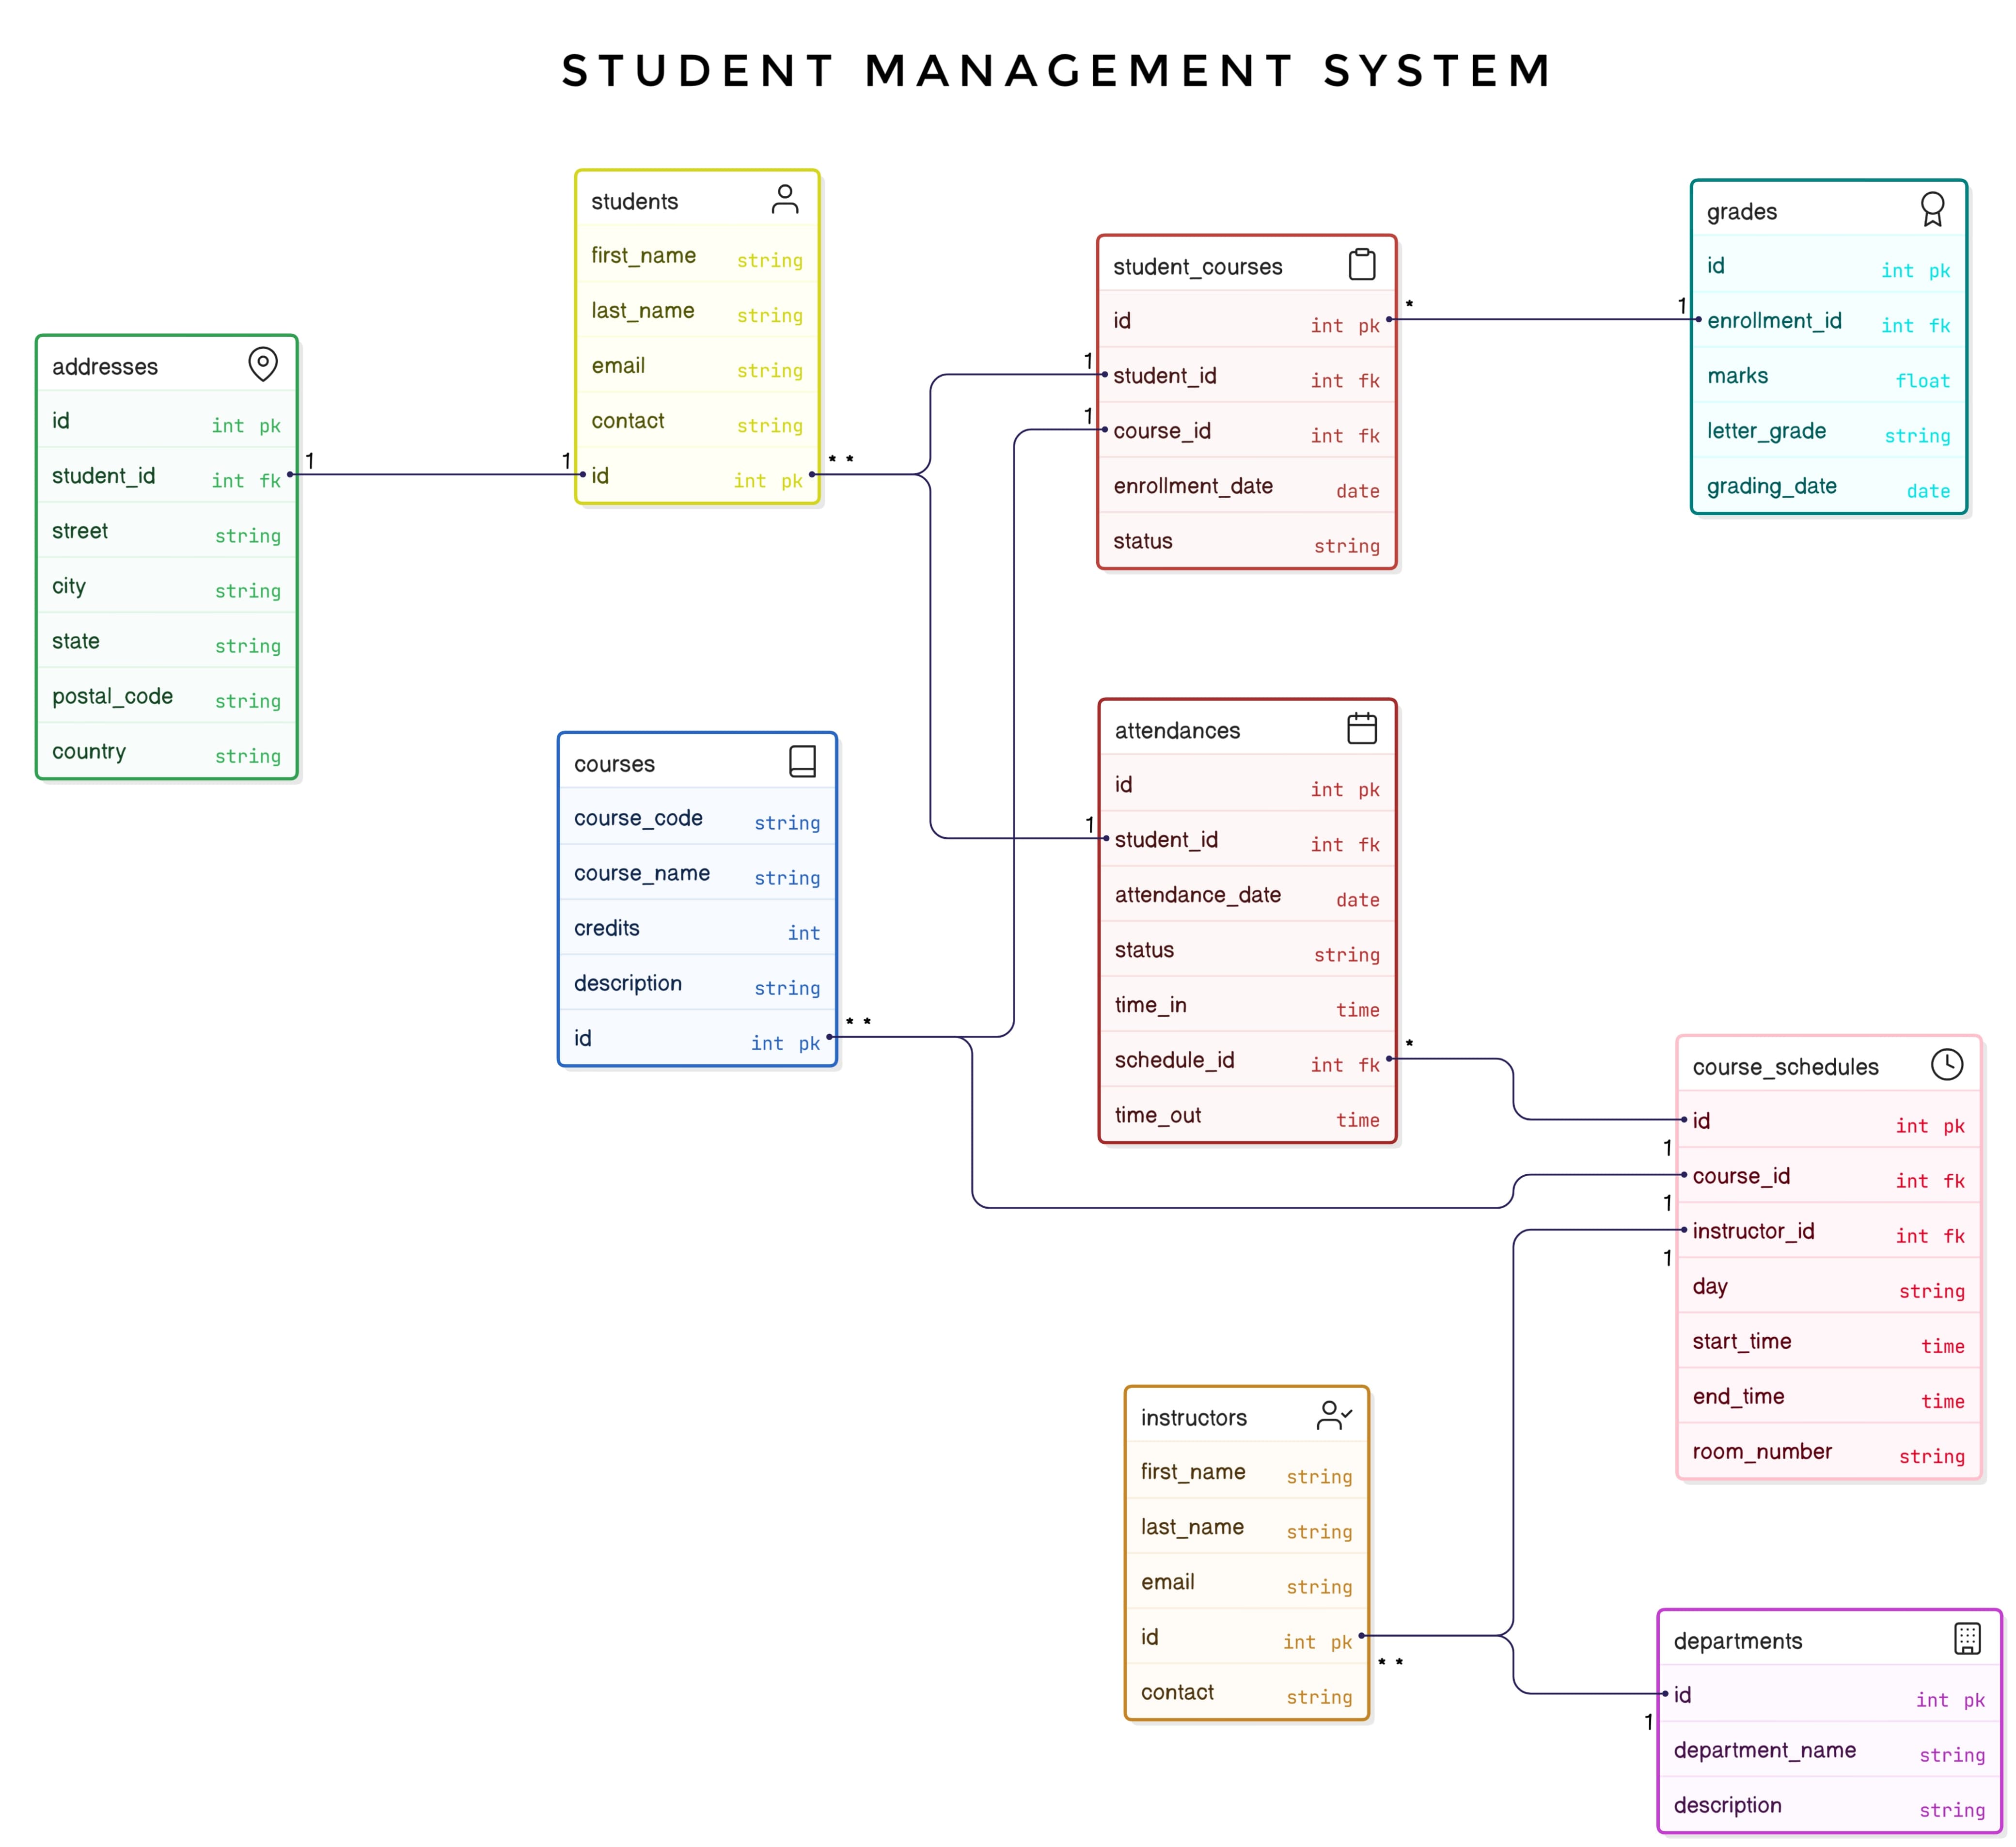 STUDENT MANAGEMENT SYSTEM
addresses
id int pk
student_id int fk
street string
city string
state string
postal_code string
country string
1
1
students
first_name string
last_name string
email string
contact string
id int pk
* *
courses
course_code string
course_name string
credits int
description string
id int pk
* *
1
1
student_courses
id int pk
student_id int fk
course_id int fk
enrollment_date date
status string
*
1
grades
id int pk
enrollment_id int fk
marks float
letter_grade string
grading_date date
1
attendances
id int pk
student_id int fk
attendance_date date
status string
time_in time
schedule_id int fk
time_out time
*
1
1
1
course_schedules
id int pk
course_id int fk
instructor_id int fk
day string
start_time time
end_time time
room_number string
instructors
first_name string
last_name string
email string
id int pk
contact string
* *
1
departments
id int pk
department_name string
description string